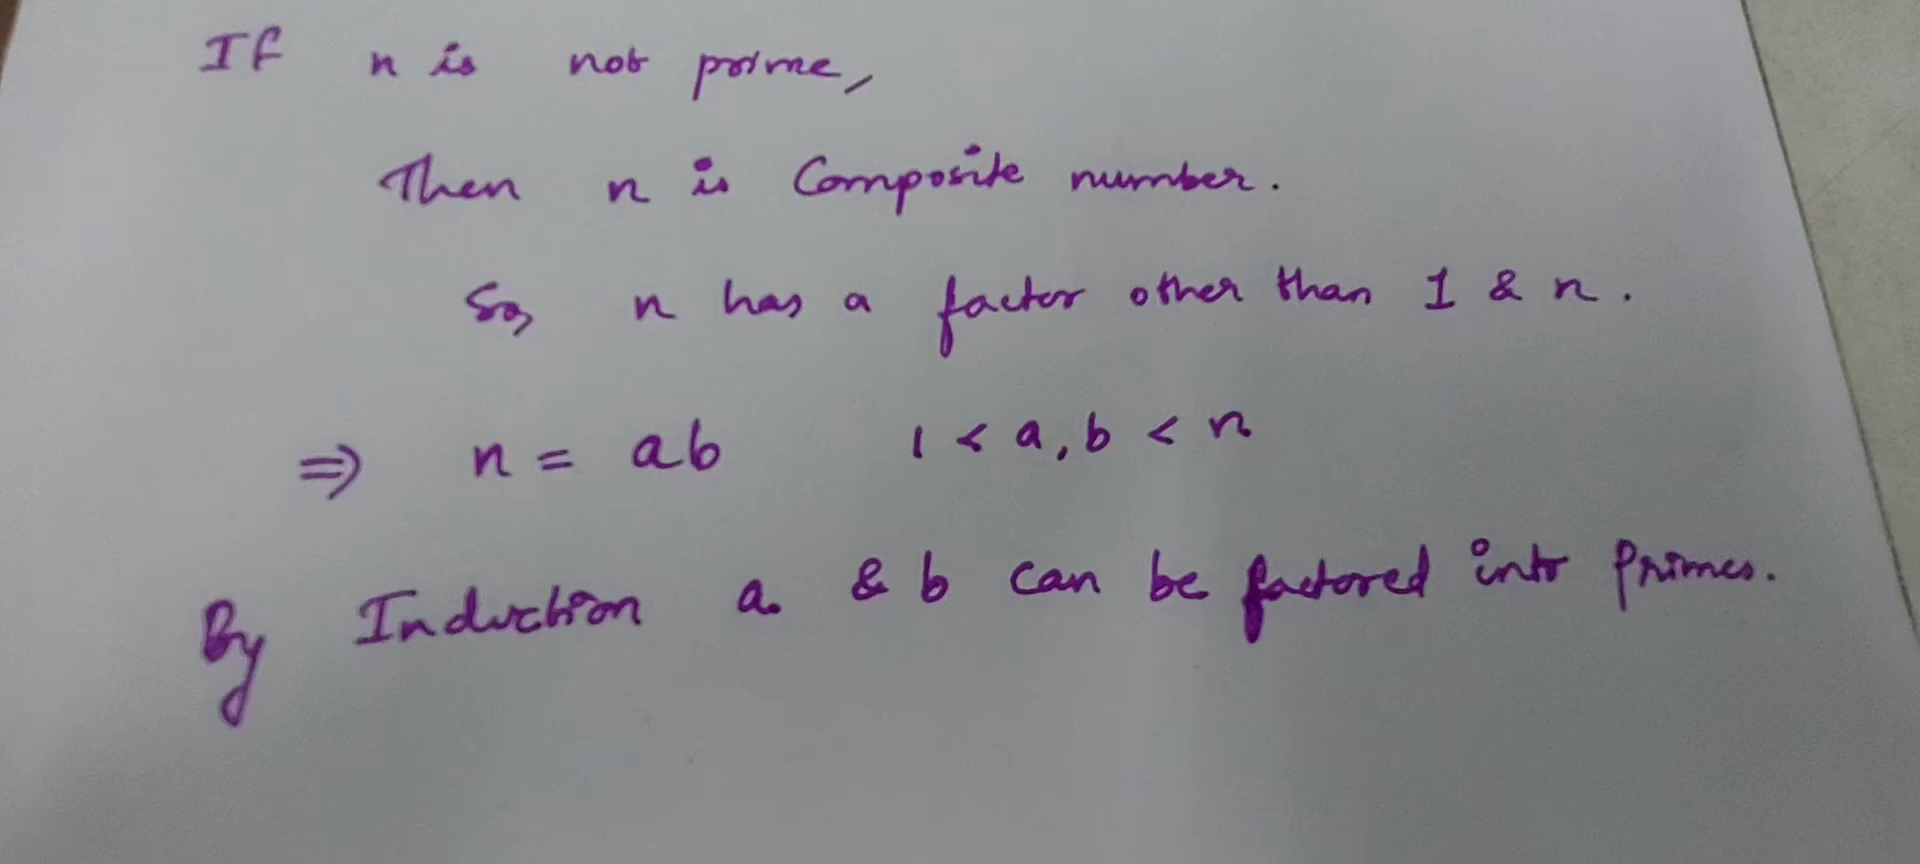 If n is not prime,
Then n is Composite number.
So, n has a factor other than 1 & n.
⇒ n = ab 1 < a, b < n
By Induction a & b can be factored into Primes.